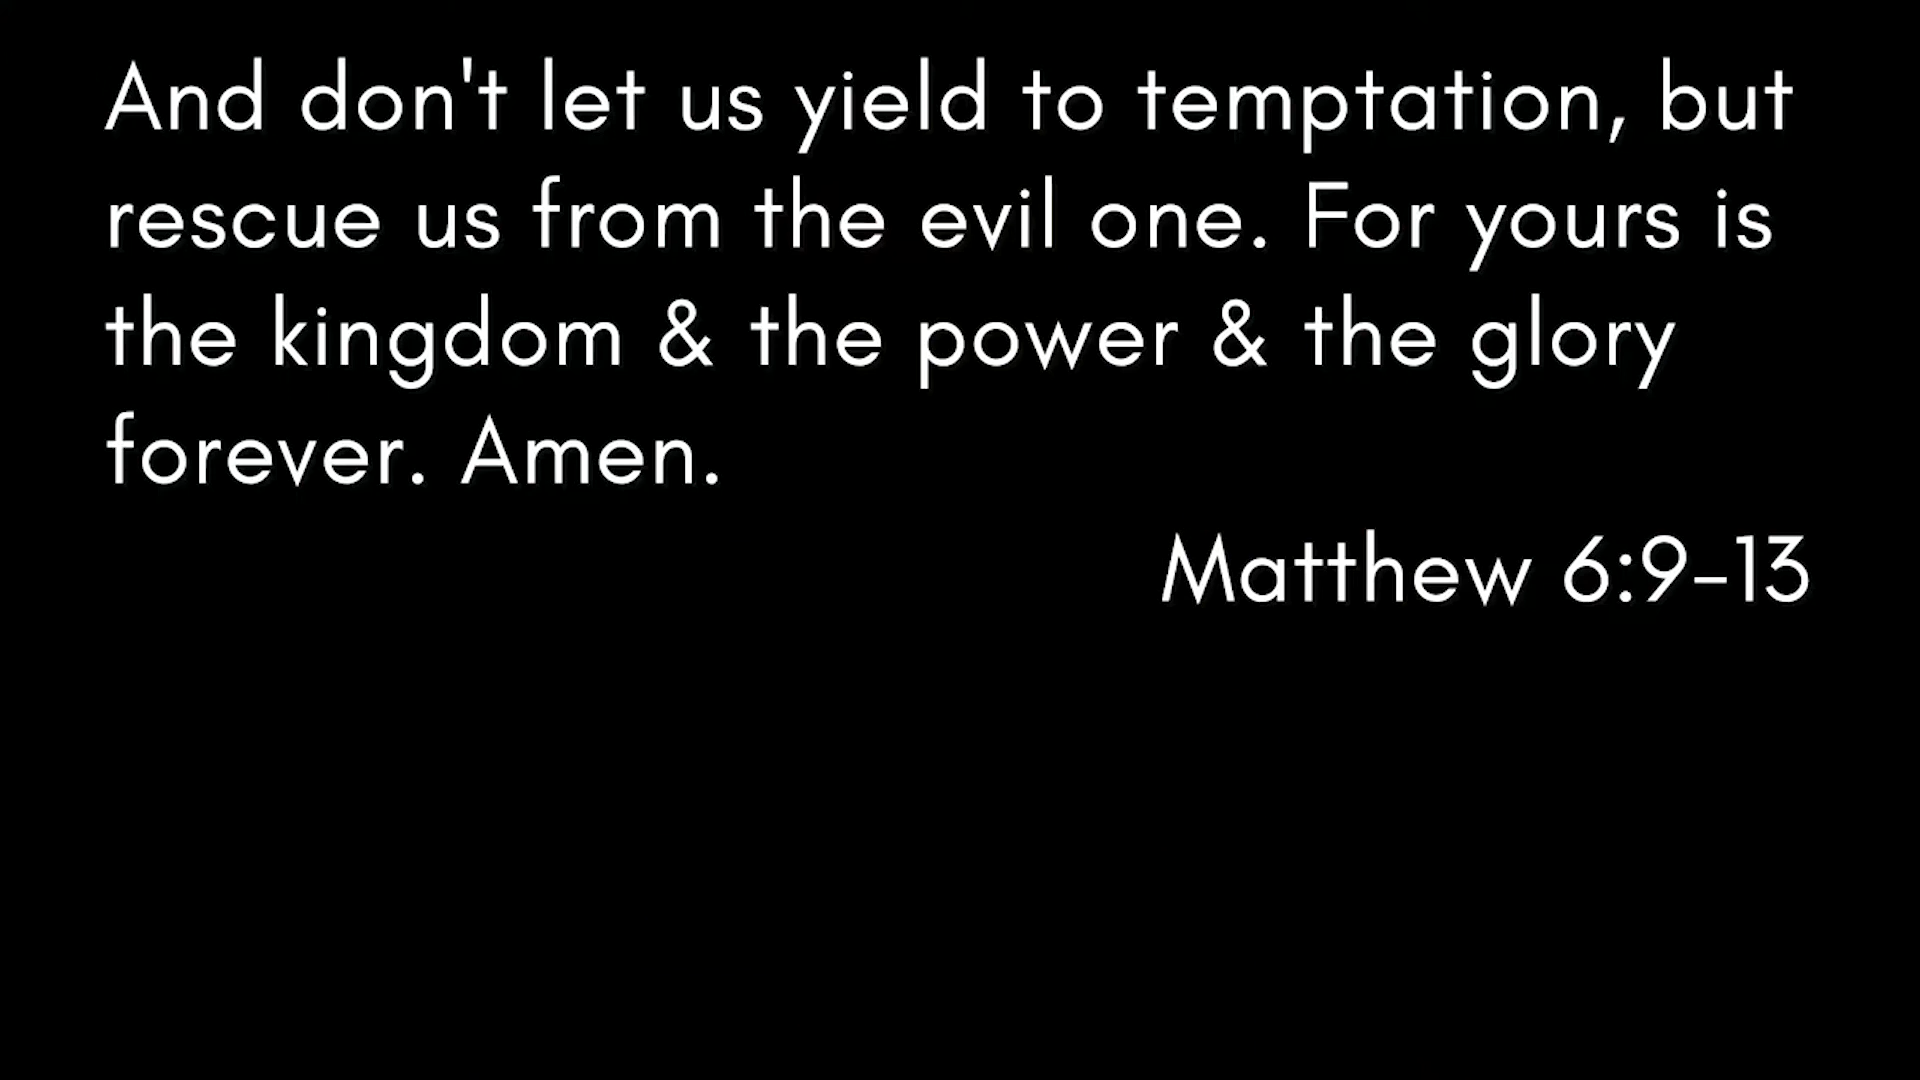 And don't let us yield to temptation, but
rescue us from the evil one. For yours is
the kingdom & the power & the glory
forever. Amen.
Matthew 6:9-13